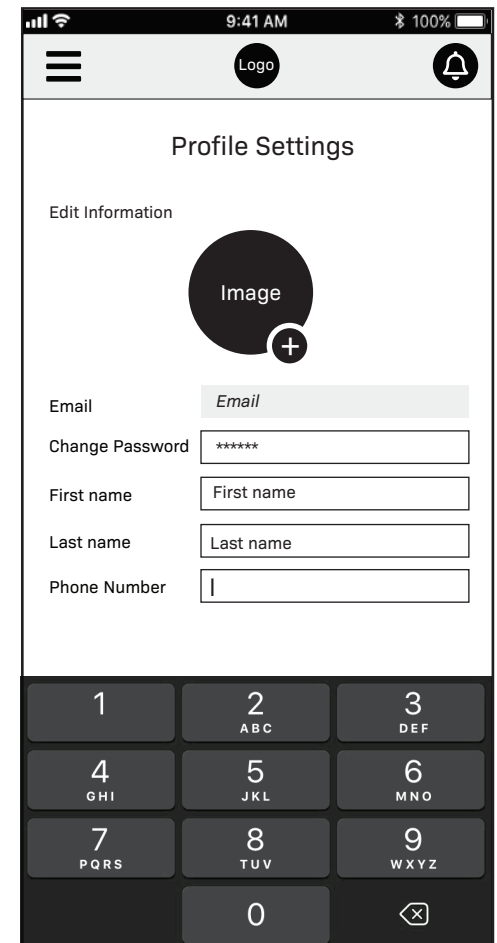 9:41 AM 100%
Logo
Profile Settings
Edit Information
Image
+
Email Email
Change Password ******
First name First name
Last name Last name
Phone Number |
1 2 3
ABC DEF
4 5 6
GHI JKL MNO
7 8 9
PQRS TUV WXYZ
0